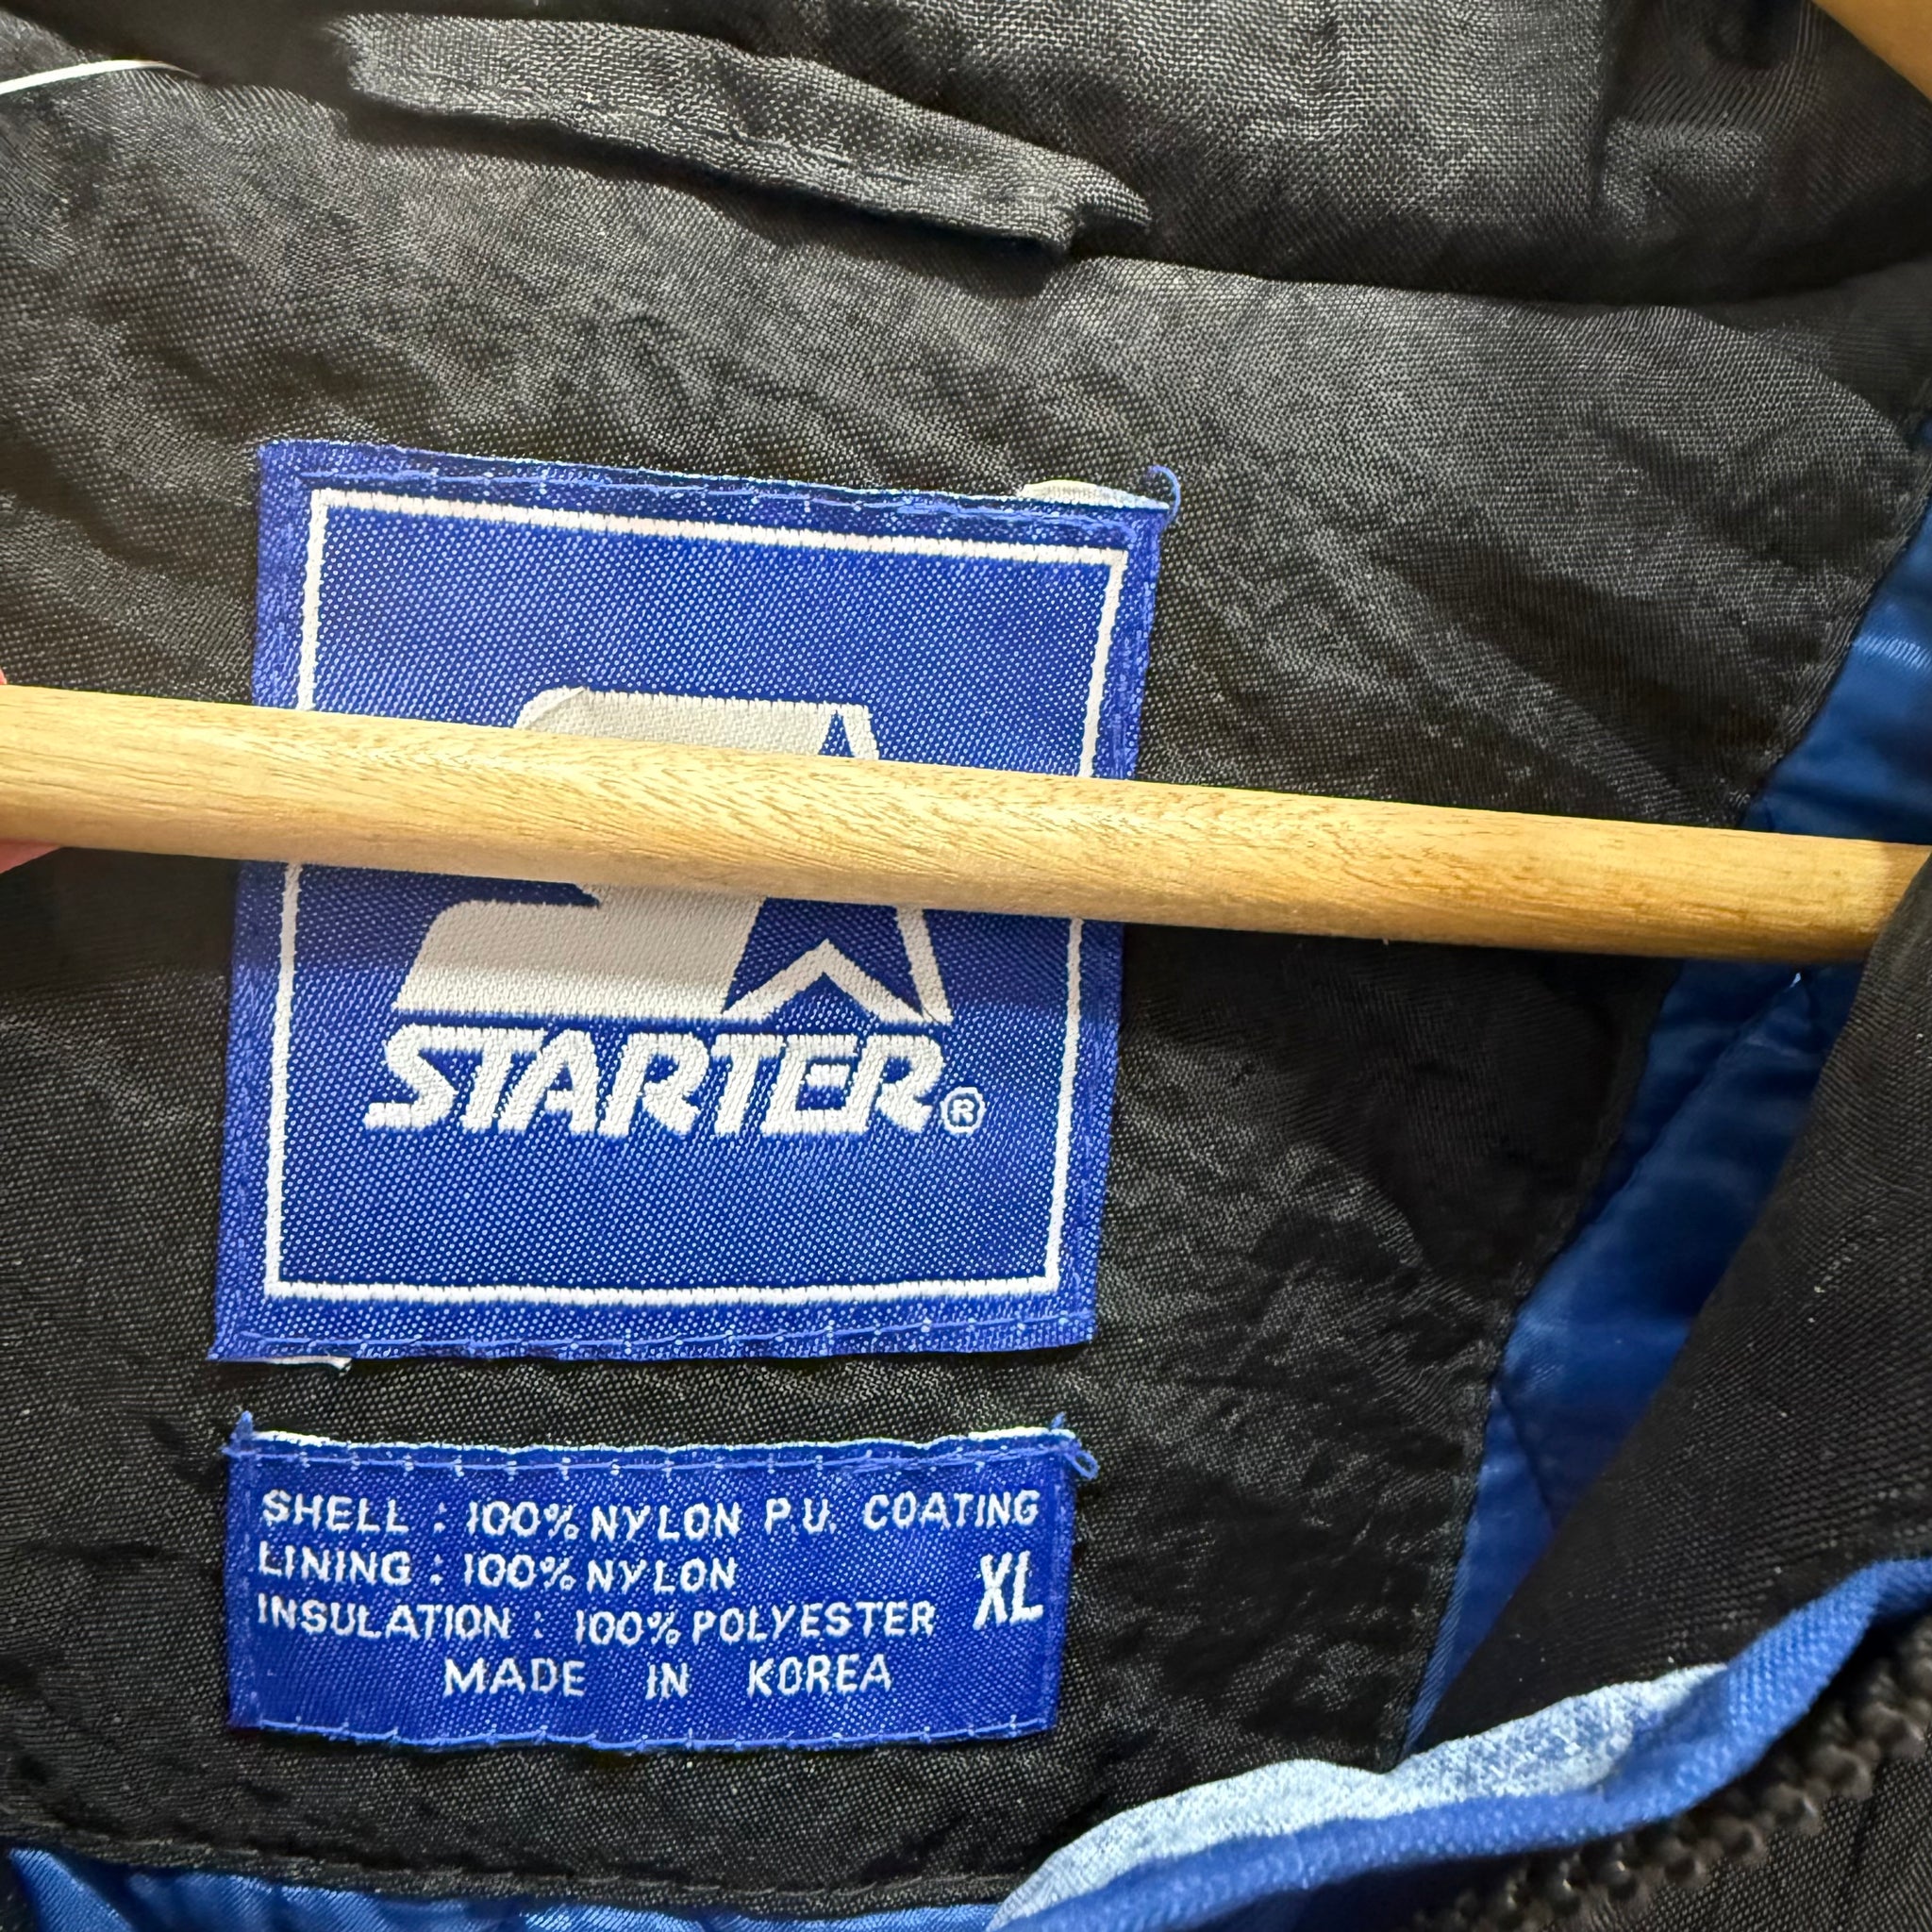 STARTER®
SHELL : 100% NYLON P.U. COATING
LINING : 100% NYLON
XL
INSULATION : 100% POLYESTER
MADE IN KOREA